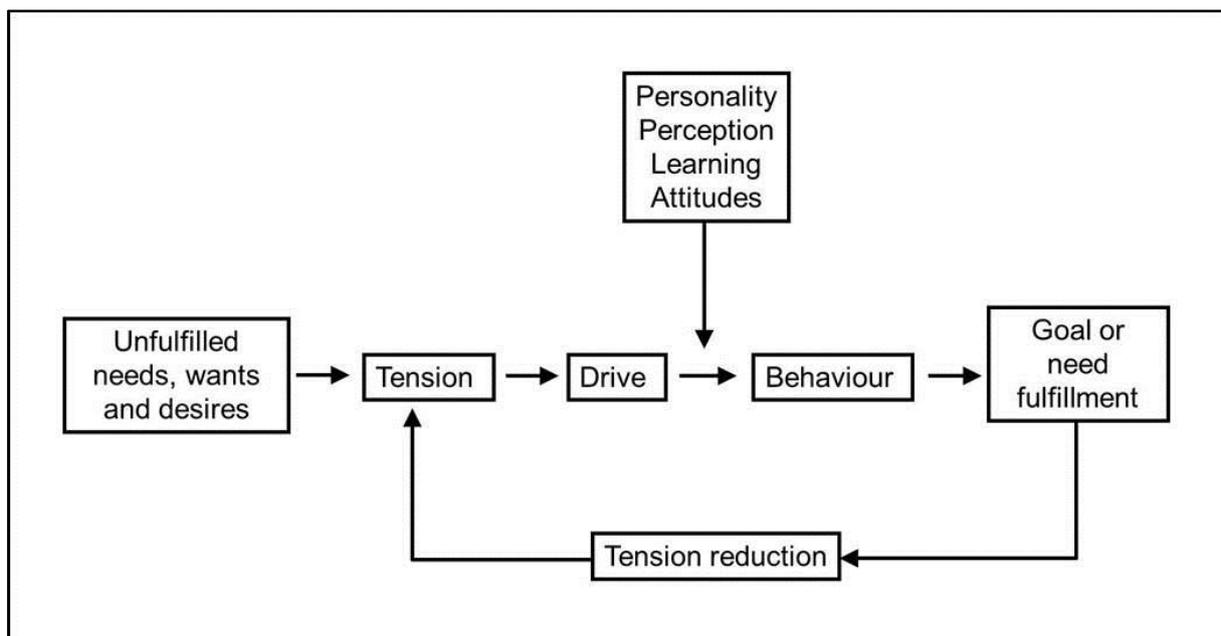 Personality
Perception
Learning
Attitudes
Unfulfilled
needs, wants
and desires
Tension
Drive
Behaviour
Goal or
need
fulfillment
Tension reduction